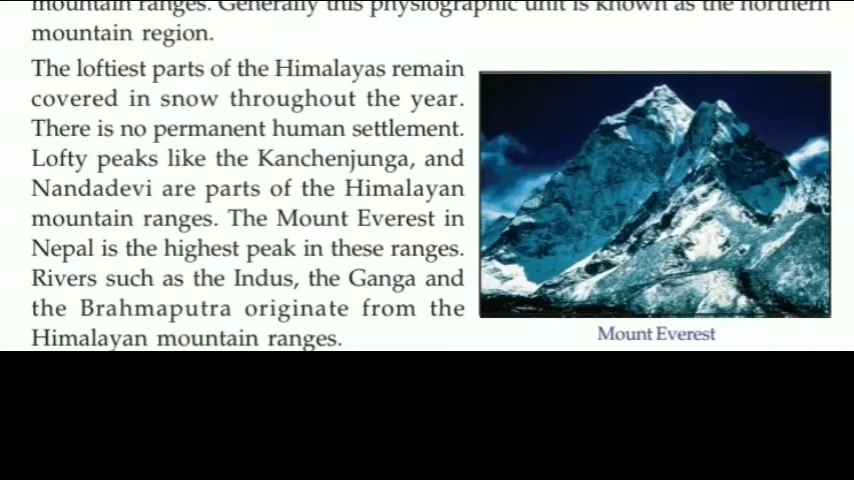 mountain ranges. Generally this physiographic unit is known as the northern
mountain region.
The loftiest parts of the Himalayas remain
covered in snow throughout the year.
There is no permanent human settlement.
Lofty peaks like the Kanchenjunga, and
Nandadevi are parts of the Himalayan
mountain ranges. The Mount Everest in
Nepal is the highest peak in these ranges.
Rivers such as the Indus, the Ganga and
the Brahmaputra originate from the
Himalayan mountain ranges.
Mount Everest